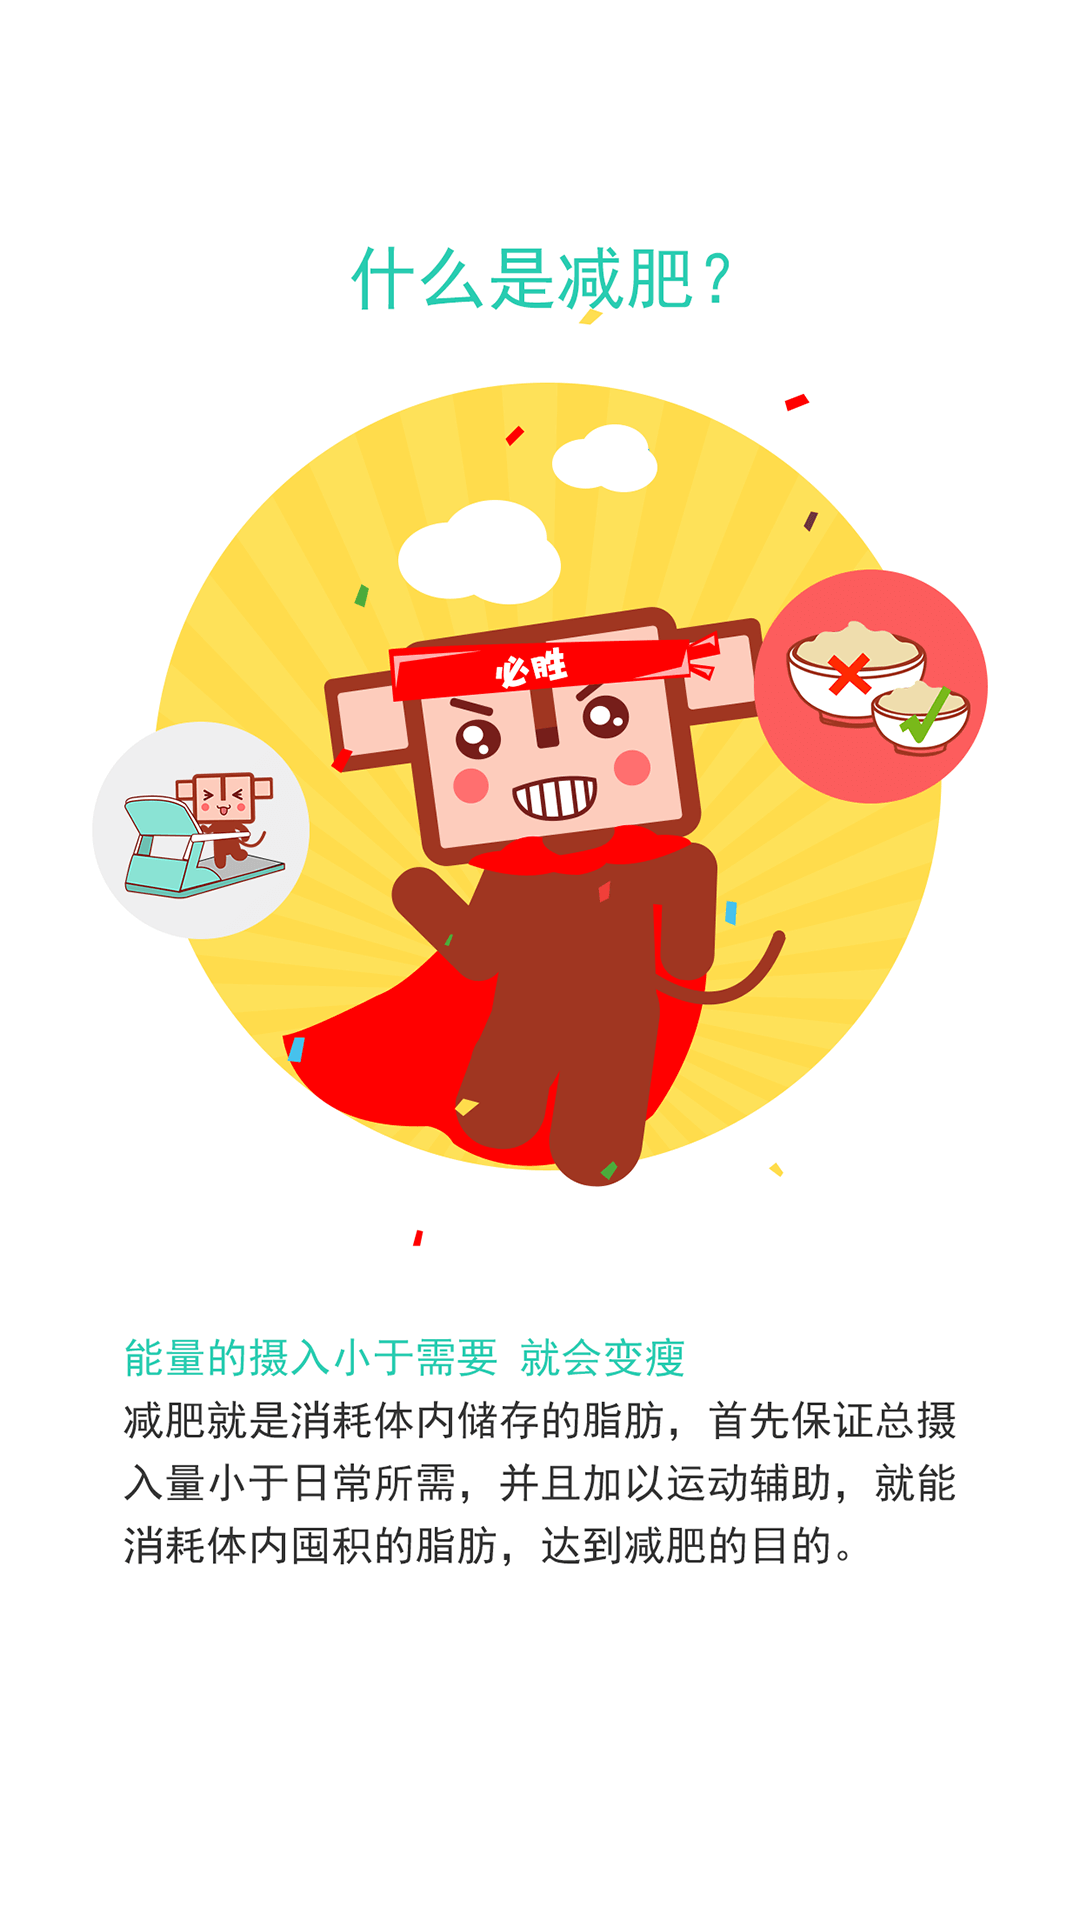 什么是减肥？
必胜
能量的摄入小于需要 就会变瘦
减肥就是消耗体内储存的脂肪，首先保证总摄
入量小于日常所需，并且加以运动辅助，就能
消耗体内囤积的脂肪，达到减肥的目的。